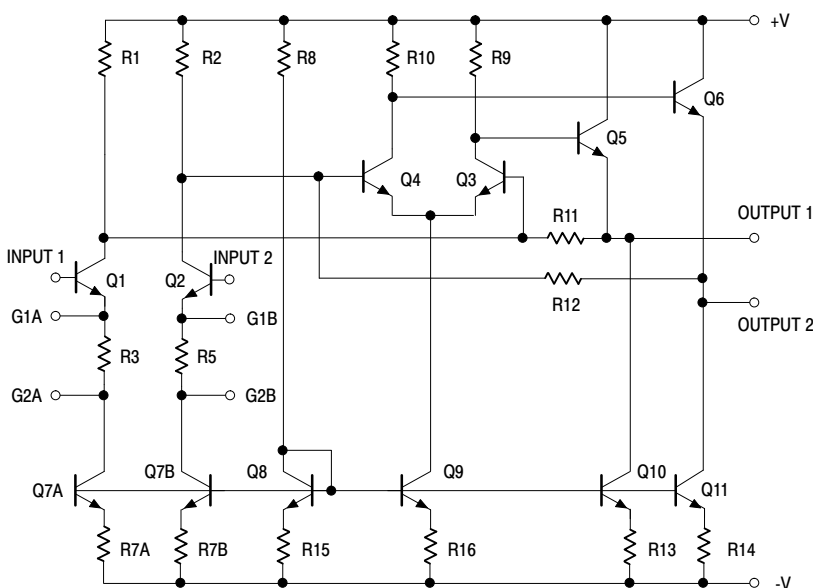 +V
R1
R2
R8
R10
R9
Q6
Q5
Q4
Q3
R11
OUTPUT 1
INPUT 1
INPUT 2
Q1
Q2
R12
G1A
G1B
OUTPUT 2
R3
R5
G2A
G2B
Q7A
Q7B
Q8
Q9
Q10
Q11
R7A
R7B
R15
R16
R13
R14
-V